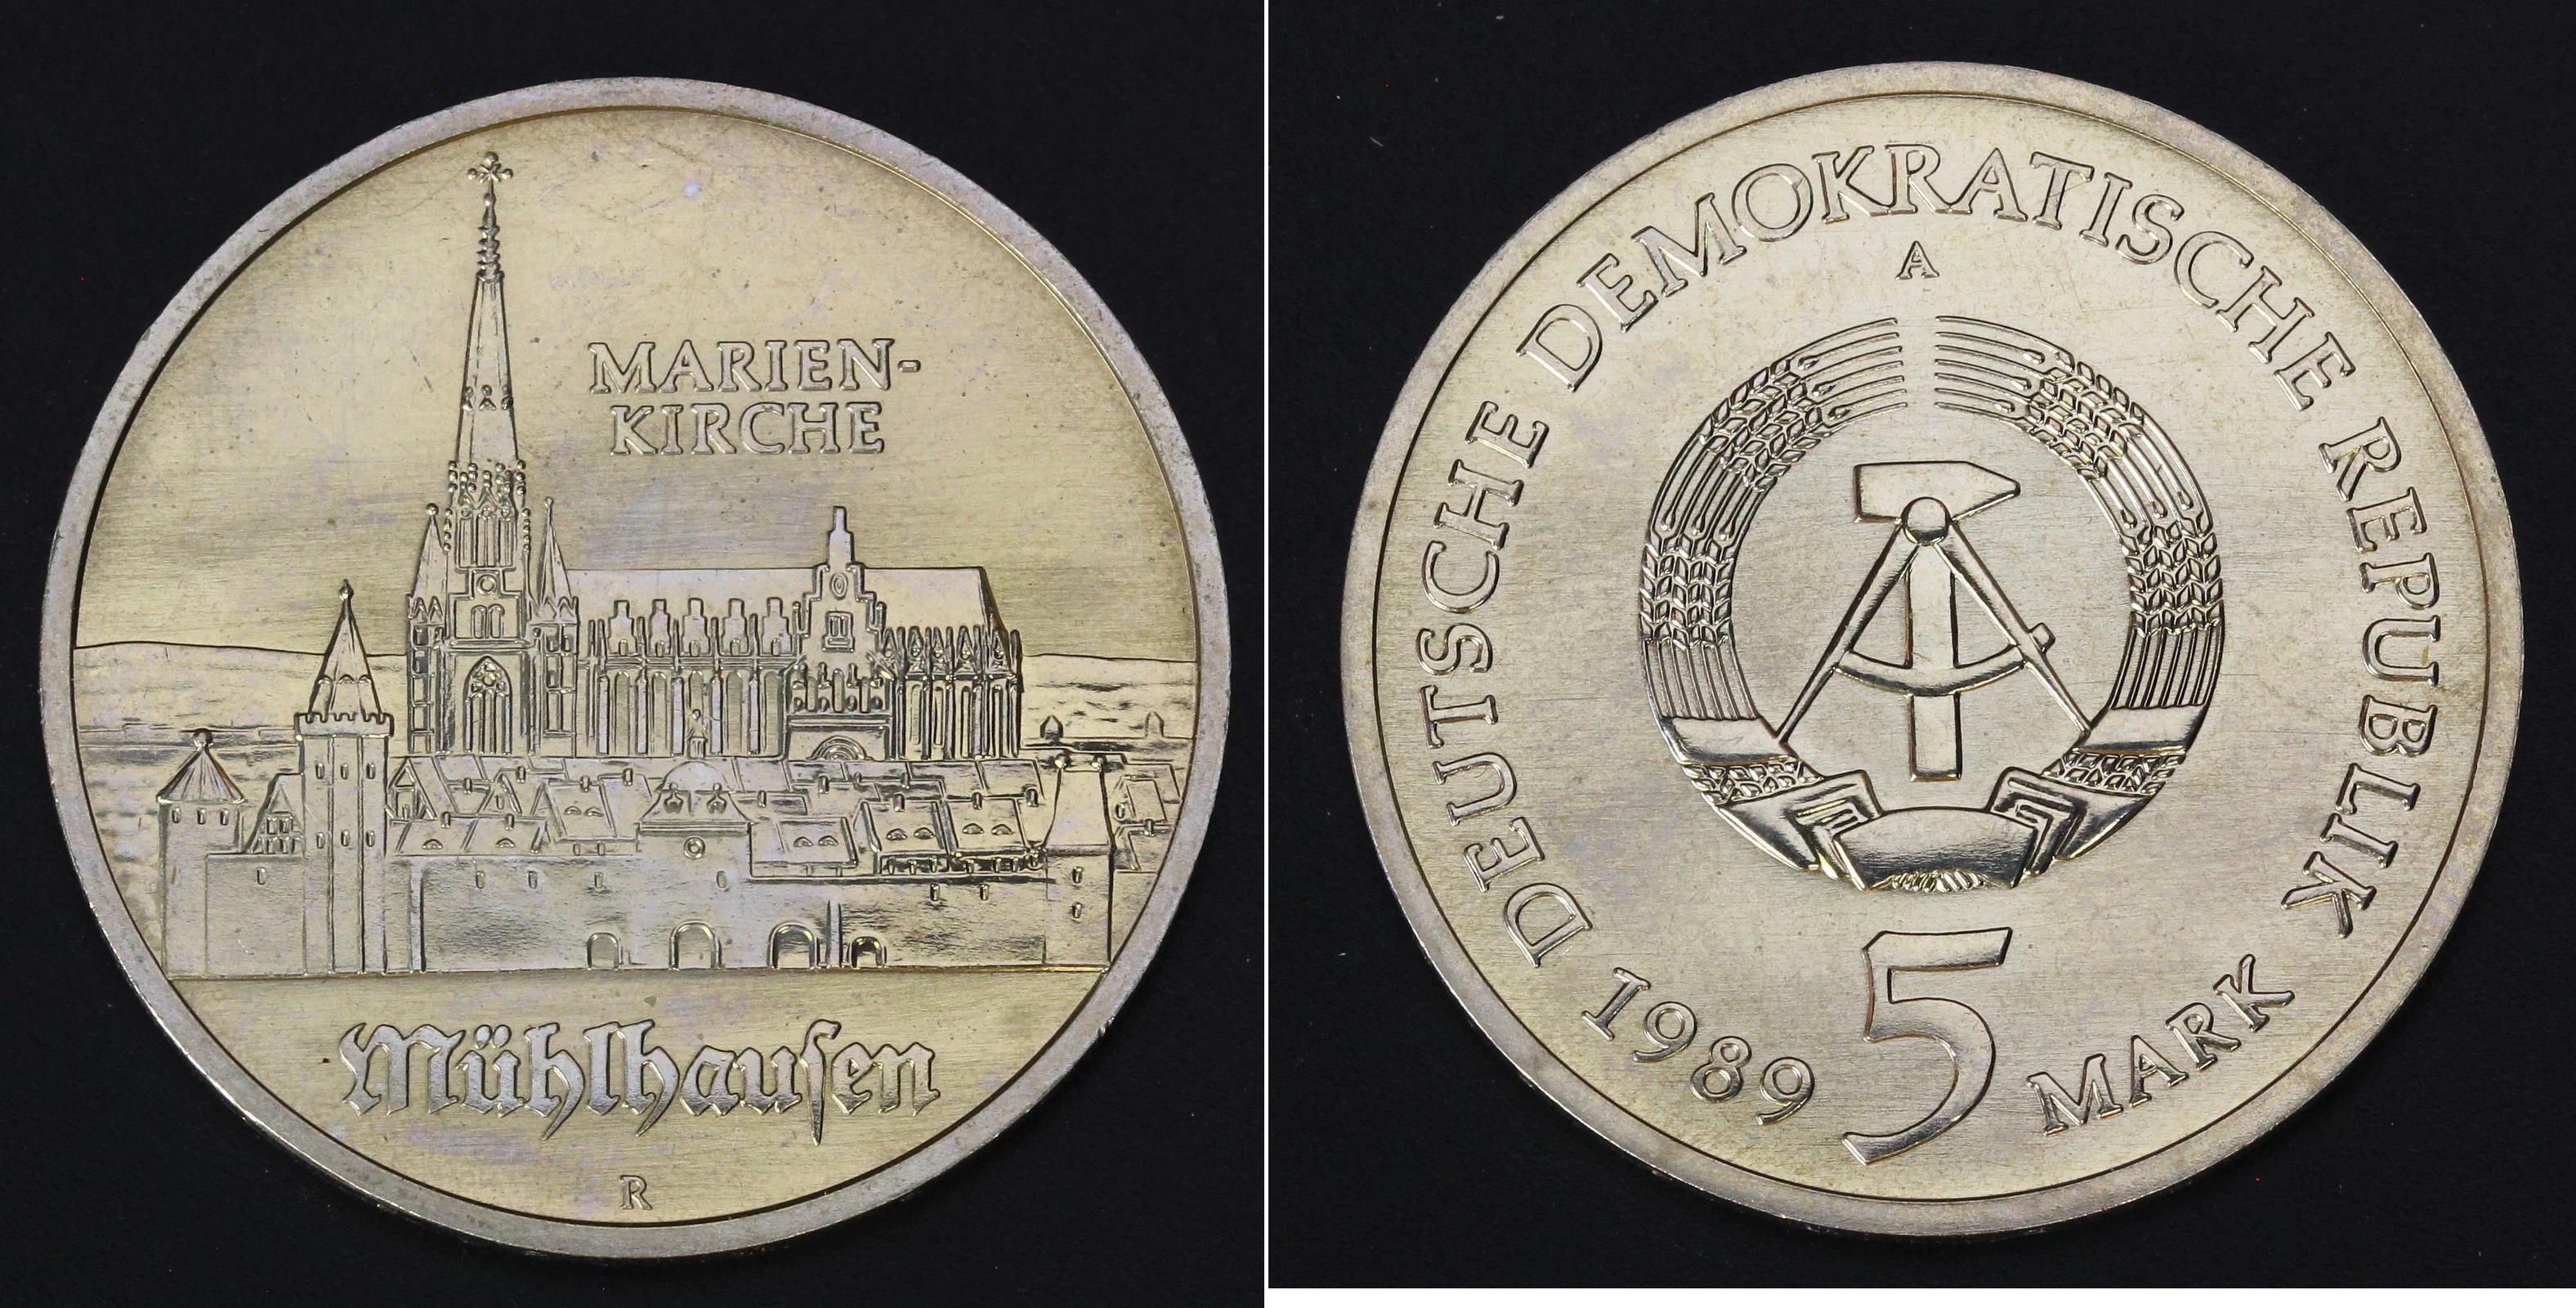 MARIEN-
KIRCHE
Mühlhauſen
R
DEUTSCHE DEMOKRATISCHE REPUBLIK
A
1989 5 MARK